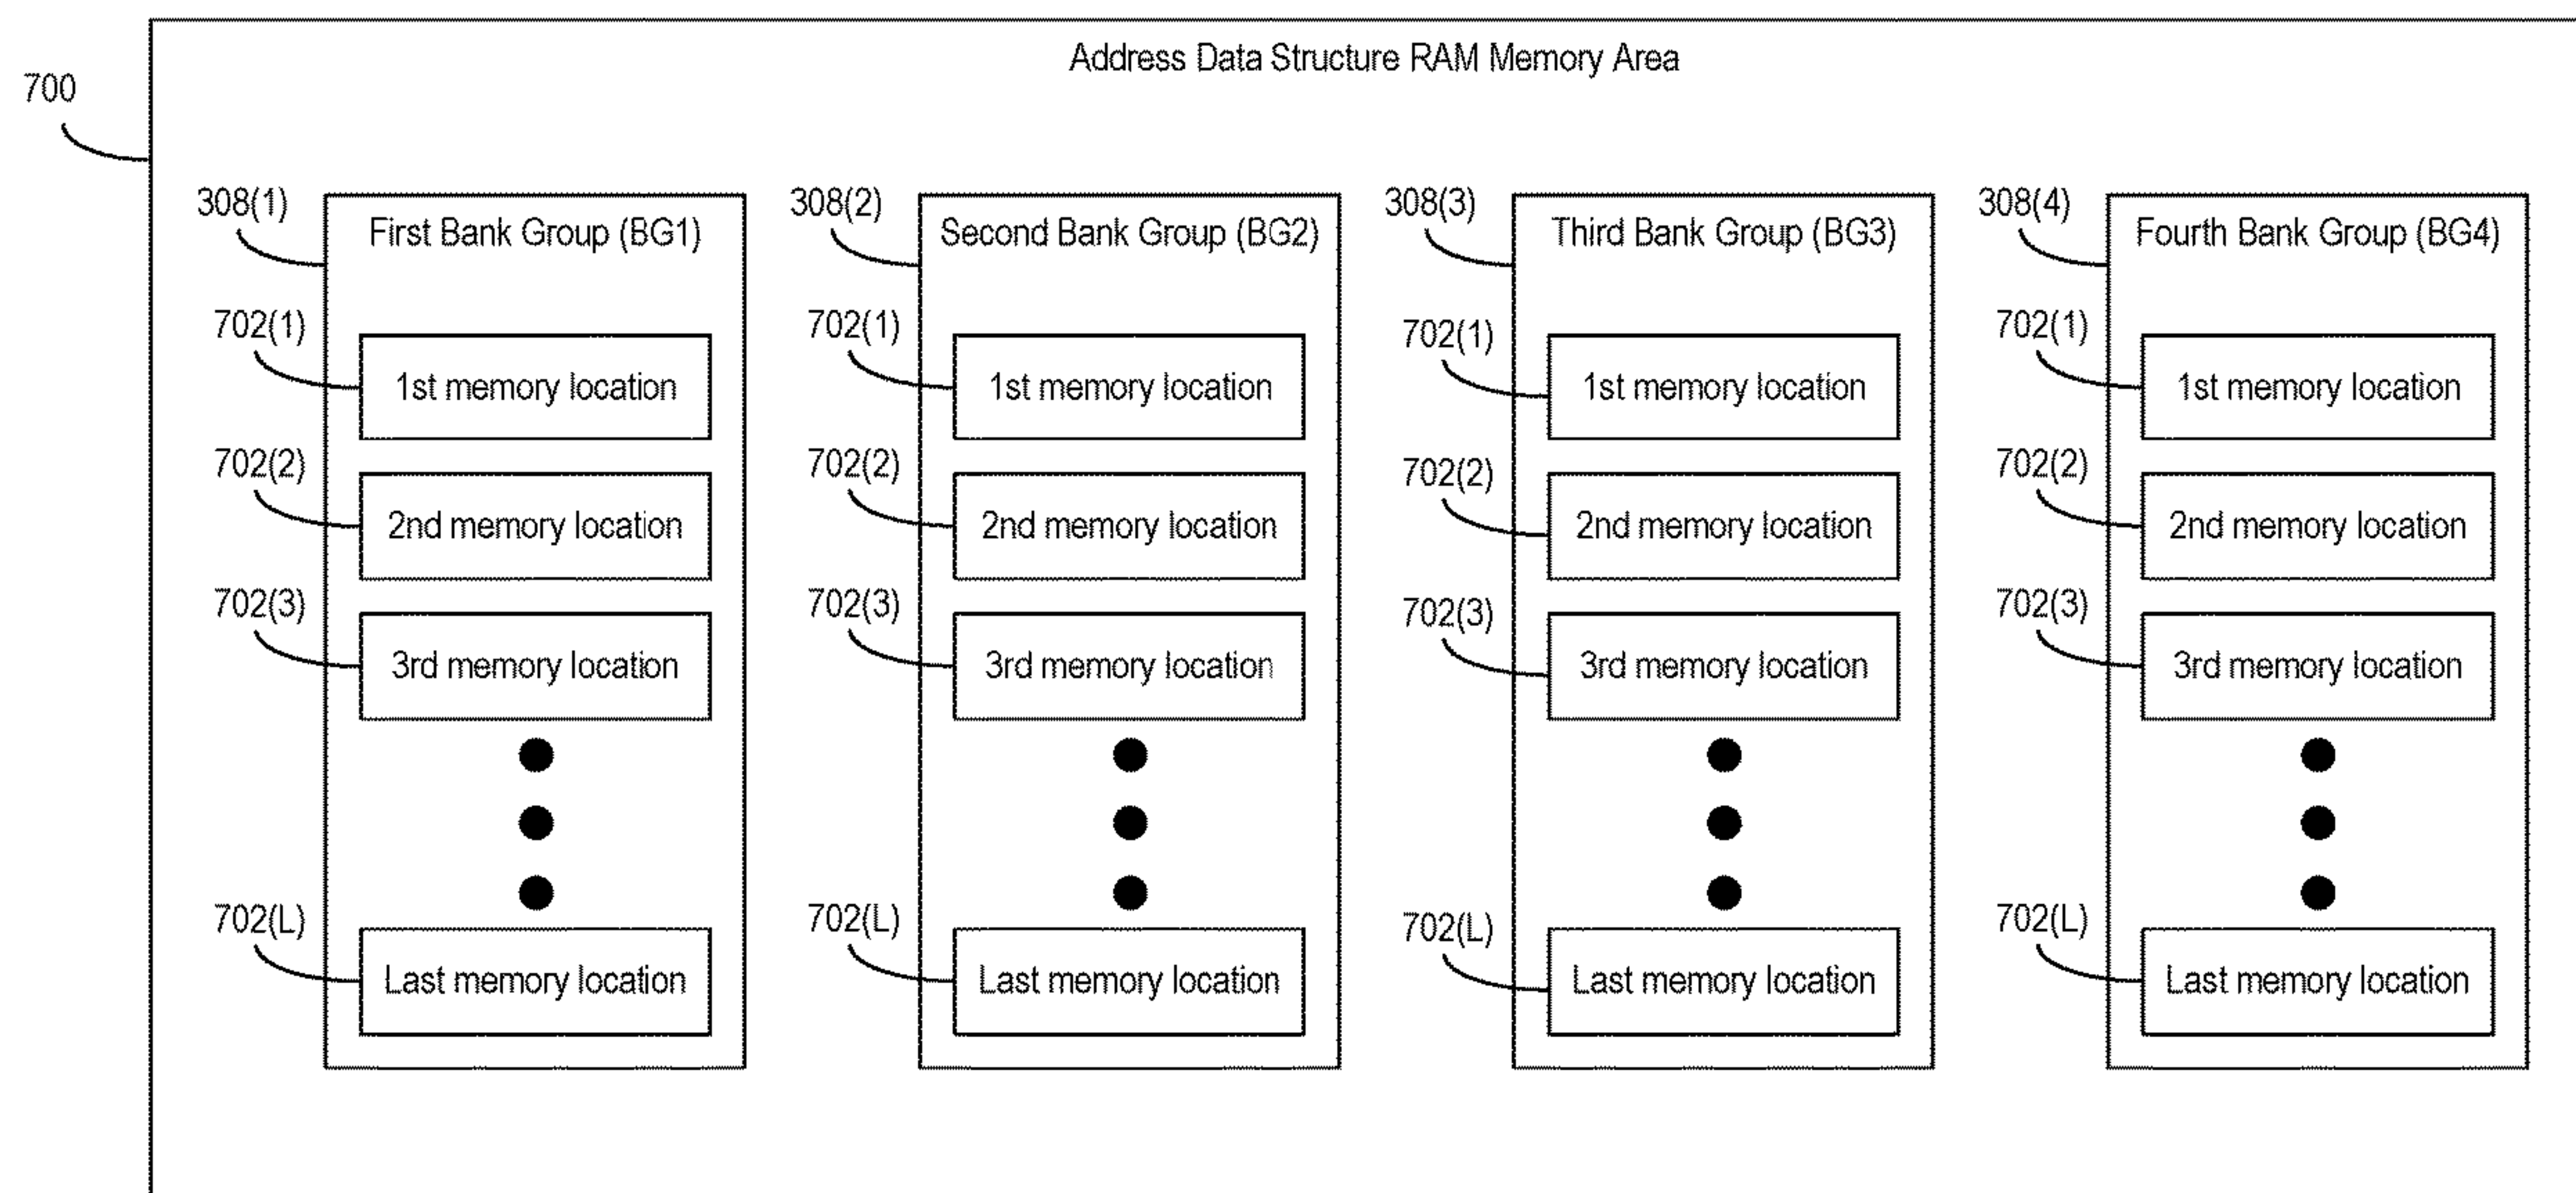 Address Data Structure RAM Memory Area
700
308(1)
First Bank Group (BG1)
702(1)
1st memory location
702(2)
2nd memory location
702(3)
3rd memory location
702(L)
Last memory location
308(2)
Second Bank Group (BG2)
702(1)
1st memory location
702(2)
2nd memory location
702(3)
3rd memory location
702(L)
Last memory location
308(3)
Third Bank Group (BG3)
702(1)
1st memory location
702(2)
2nd memory location
702(3)
3rd memory location
702(L)
Last memory location
308(4)
Fourth Bank Group (BG4)
702(1)
1st memory location
702(2)
2nd memory location
702(3)
3rd memory location
702(L)
Last memory location